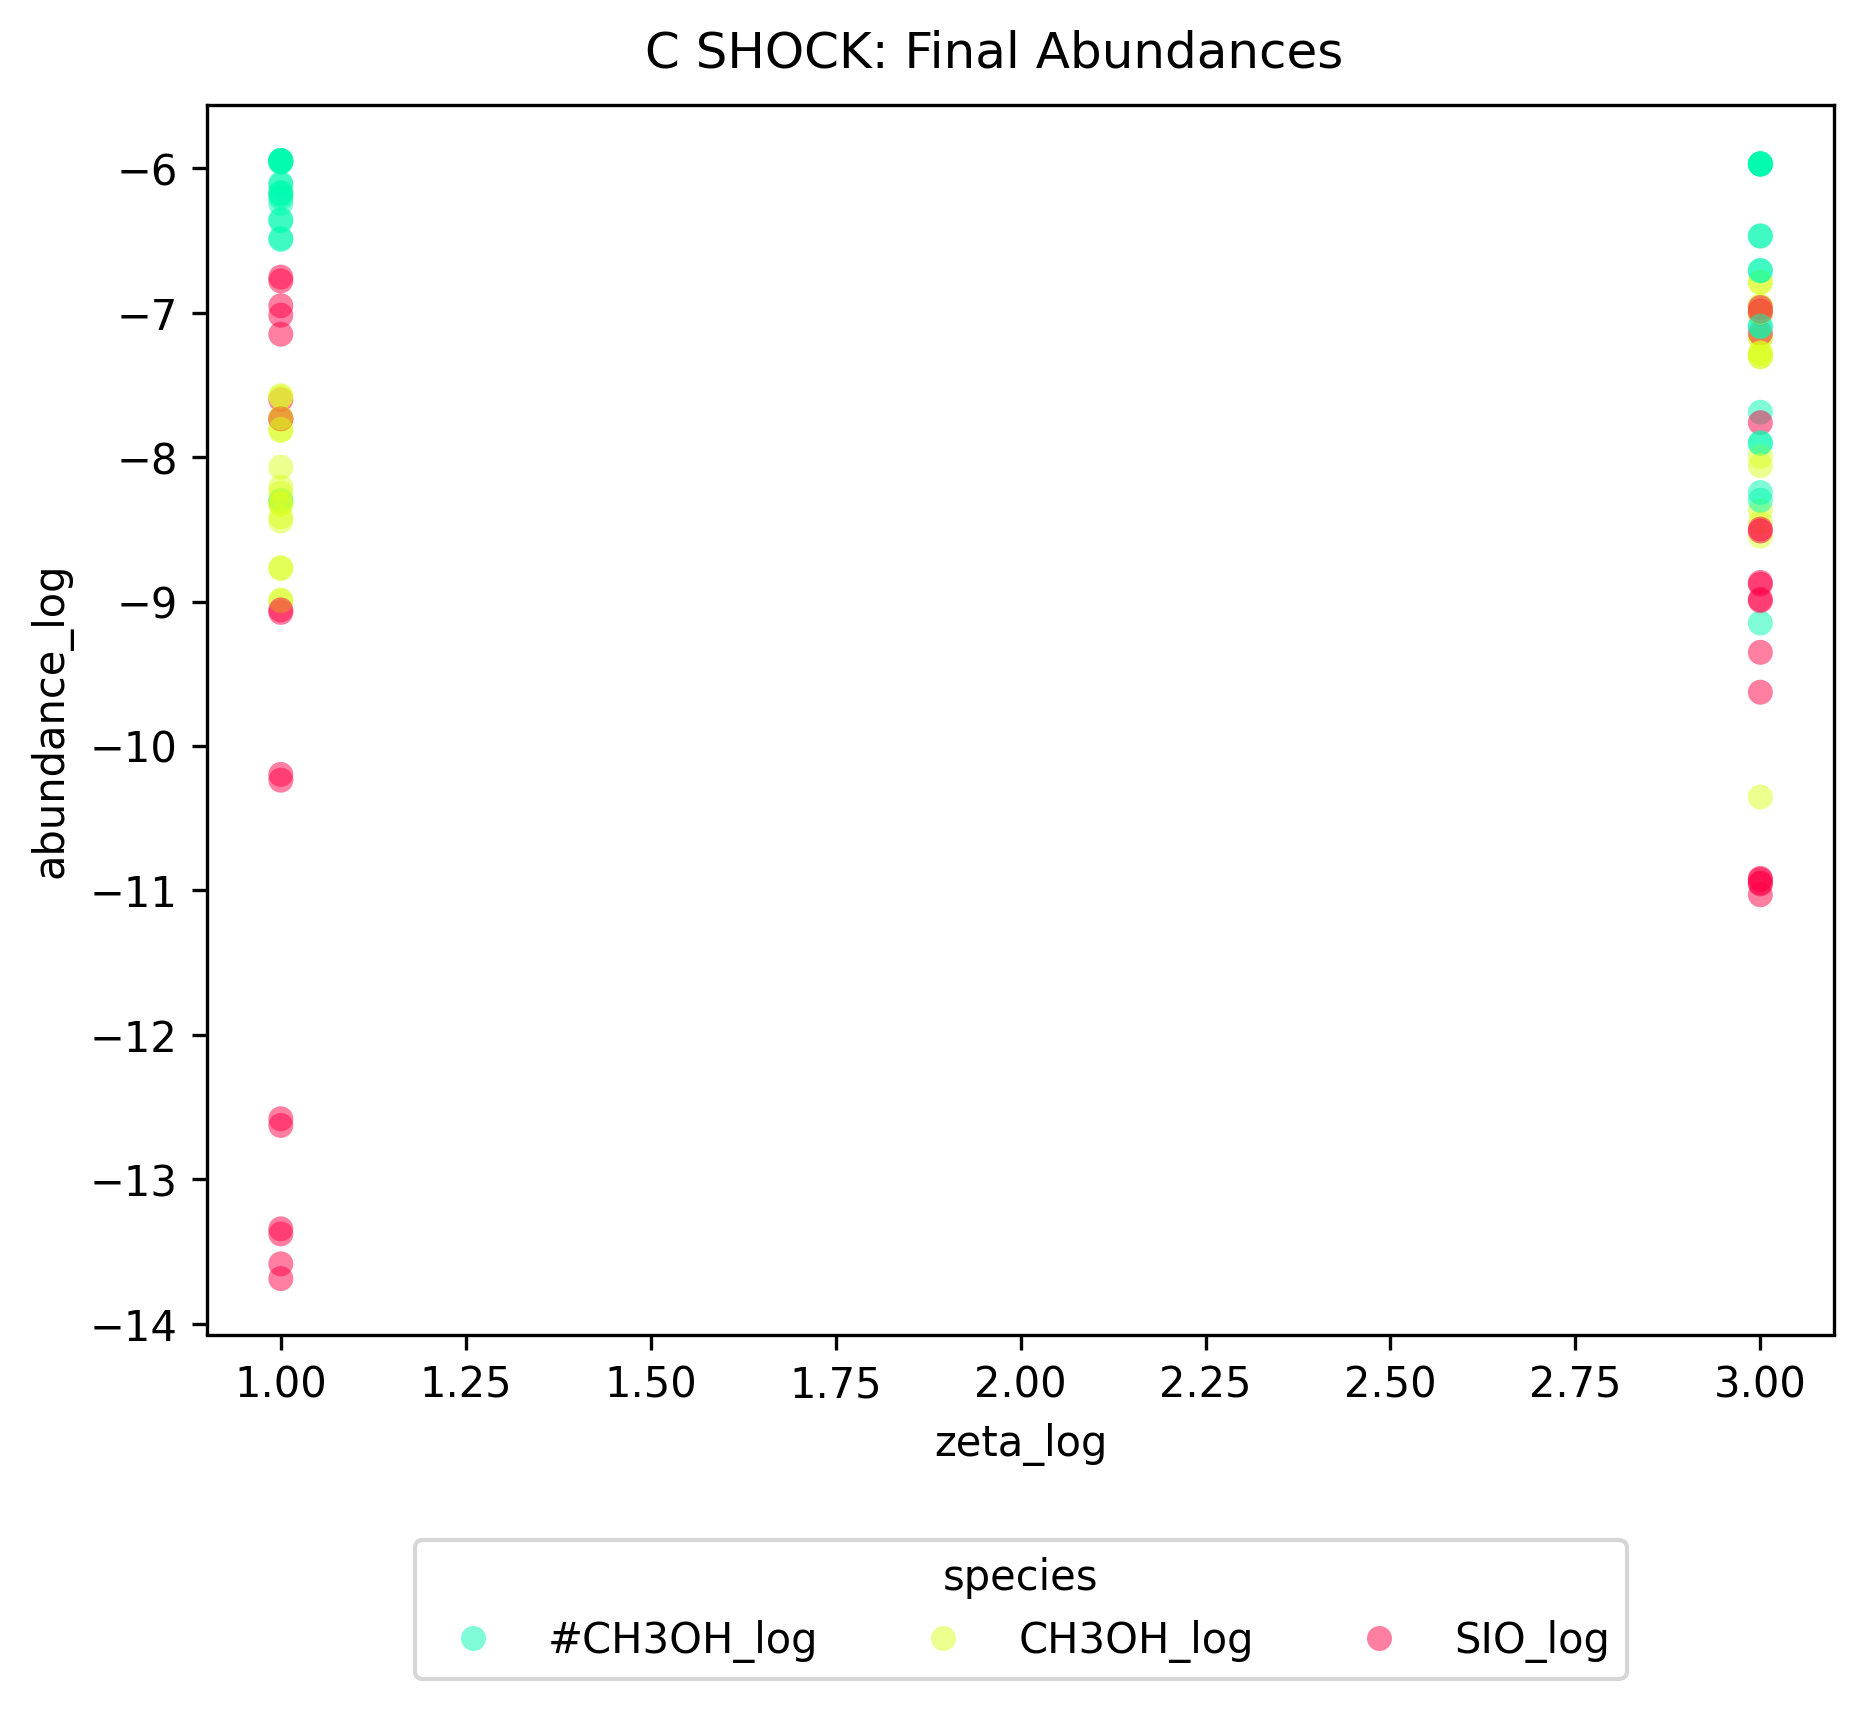 C SHOCK: Final Abundances
abundance_log
−6
−7
−8
−9
−10
−11
−12
−13
−14
1.00 1.25 1.50 1.75 2.00 2.25 2.50 2.75 3.00
zeta_log
species
#CH3OH_log CH3OH_log SIO_log